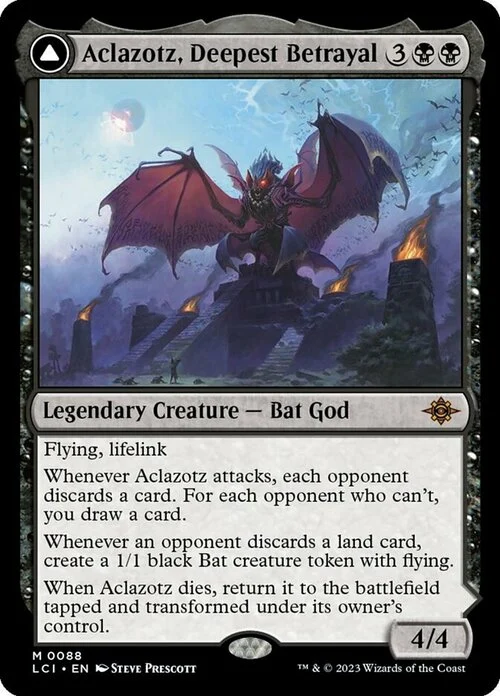 Aclazotz, Deepest Betrayal 3
Legendary Creature — Bat God
Flying, lifelink
Whenever Aclazotz attacks, each opponent
discards a card. For each opponent who can't,
you draw a card.
Whenever an opponent discards a land card,
create a 1/1 black Bat creature token with flying.
When Aclazotz dies, return it to the battlefield
tapped and transformed under its owner's
control.
4/4
M 0088
LCI • EN Steve Prescott
™ & © 2023 Wizards of the Coast